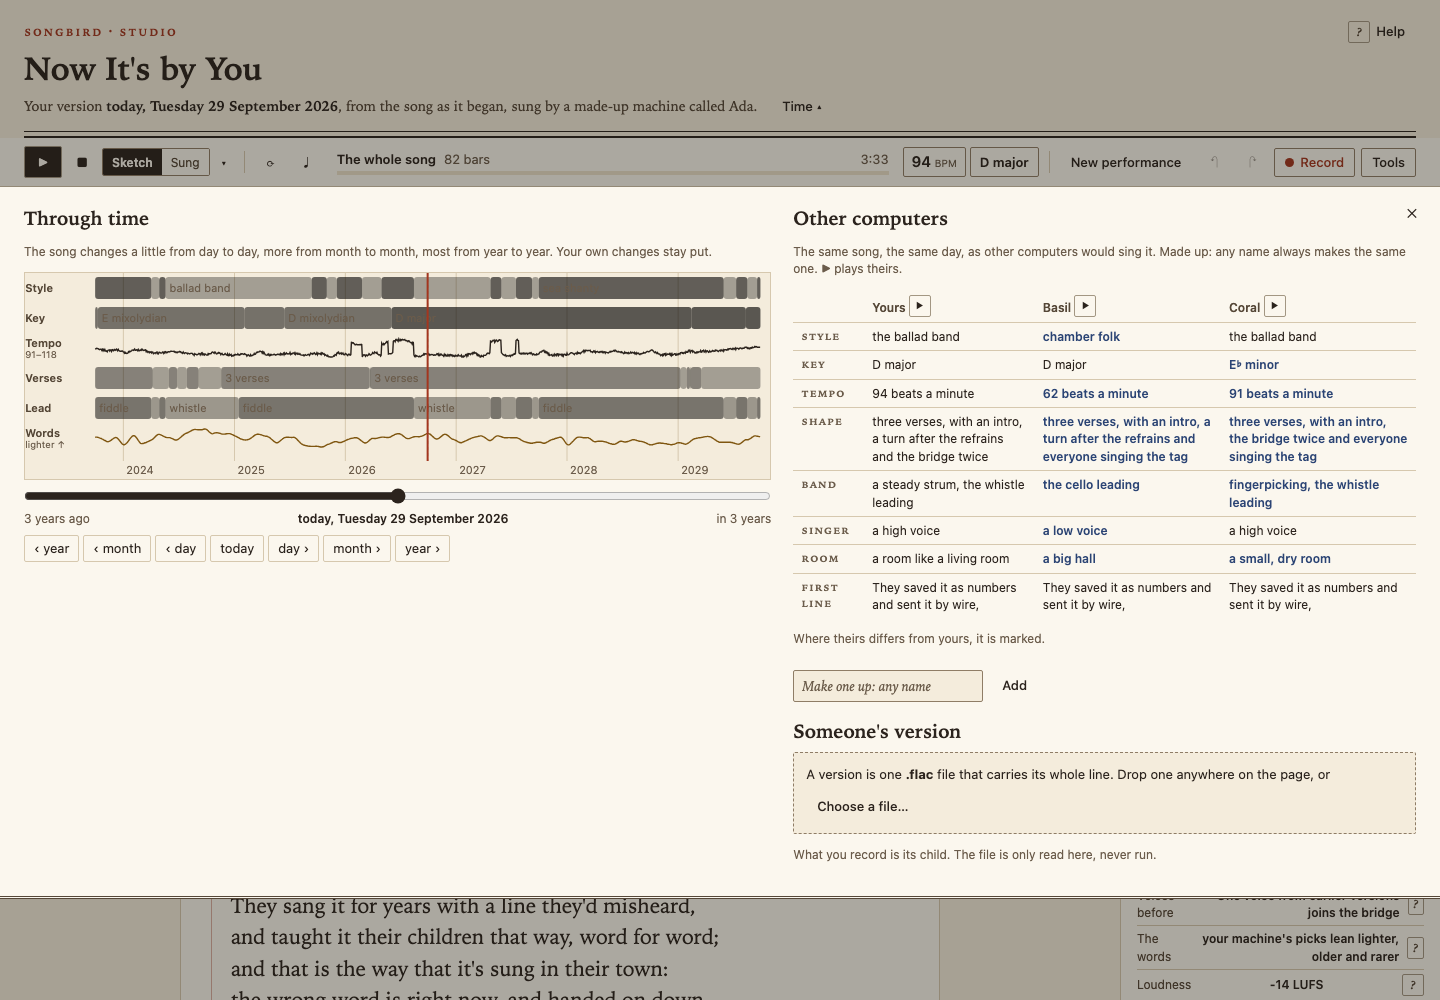 SONGBIRD · STUDIO
? Help
Now It's by You
Your version today, Tuesday 29 September 2026, from the song as it began, sung by a made-up machine called Ada. Time
Sketch Sung
The whole song 82 bars 3:33
94 BPM D major New performance Record Tools
Through time
The song changes a little from day to day, more from month to month, most from year to year. Your own changes stay put.
Style ballad band
Key E mixolydian D mixolydian
Tempo
91–118
Verses 3 verses 3 verses
Lead fiddle whistle fiddle whistle fiddle
Words
lighter ↑
2024 2025 2026 2027 2028 2029
3 years ago today, Tuesday 29 September 2026 in 3 years
‹ year ‹ month ‹ day today day › month › year ›
Other computers ×
The same song, the same day, as other computers would sing it. Made up: any name always makes the same
one. ▶ plays theirs.
Yours Basil Coral
STYLE the ballad band chamber folk the ballad band
KEY D major D major E♭ minor
TEMPO 94 beats a minute 62 beats a minute 91 beats a minute
SHAPE three verses, with an intro, three verses, with an intro, a three verses, with an intro,
a turn after the refrains turn after the refrains and the bridge twice and everyone
and the bridge twice everyone singing the tag singing the tag
BAND a steady strum, the whistle the cello leading fingerpicking, the whistle
leading leading
SINGER a high voice a low voice a high voice
ROOM a room like a living room a big hall a small, dry room
FIRST They saved it as numbers They saved it as numbers and They saved it as numbers and
LINE and sent it by wire, sent it by wire, sent it by wire,
Where theirs differs from yours, it is marked.
Make one up: any name Add
Someone's version
A version is one .flac file that carries its whole line. Drop one anywhere on the page, or
Choose a file...
What you record is its child. The file is only read here, never run.
They sang it for years with a line they'd misheard,
and taught it their children that way, word for word;
and that is the way that it's sung in their town:
the wrong word is right now, and handed on down
before joins the bridge ?
The your machine's picks lean lighter, ?
words older and rarer
Loudness -14 LUFS ?